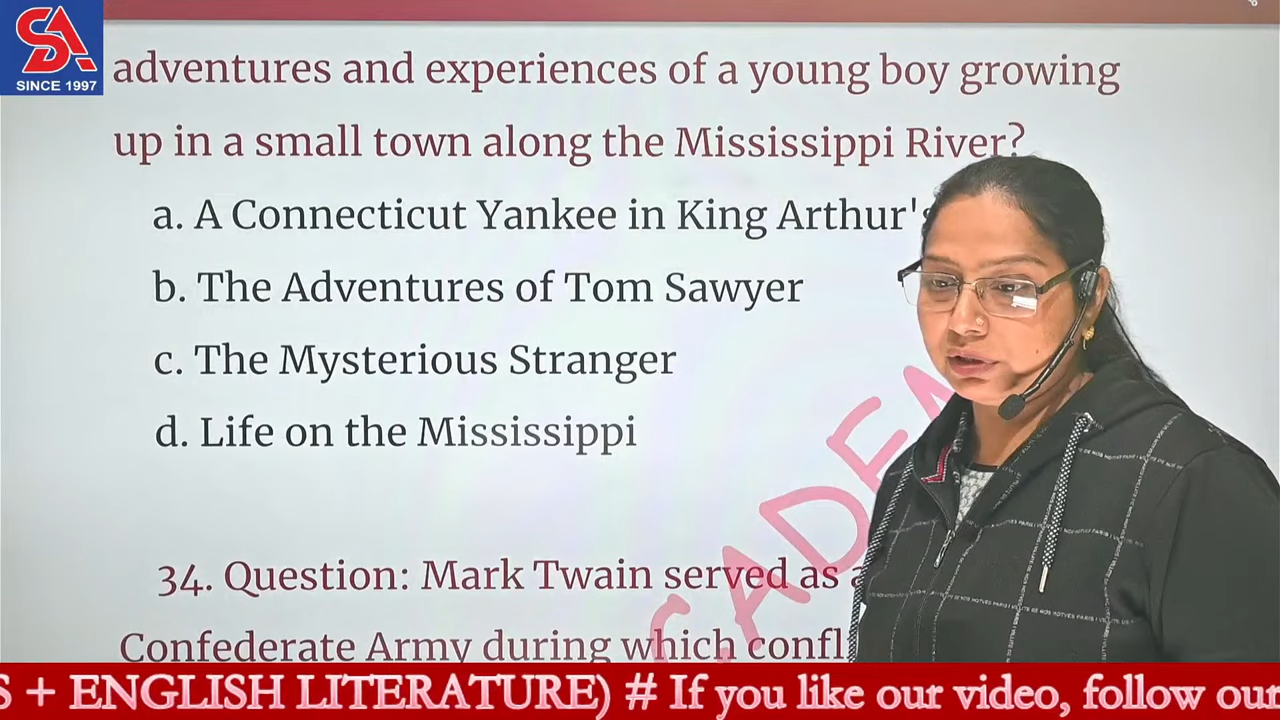 SA
SINCE 1997
adventures and experiences of a young boy growing
up in a small town along the Mississippi River?
a. A Connecticut Yankee in King Arthur's
b. The Adventures of Tom Sawyer
c. The Mysterious Stranger
d. Life on the Mississippi
34. Question: Mark Twain served as a
Confederate Army during which confl
S + ENGLISH LITERATURE) # If you like our video, follow our